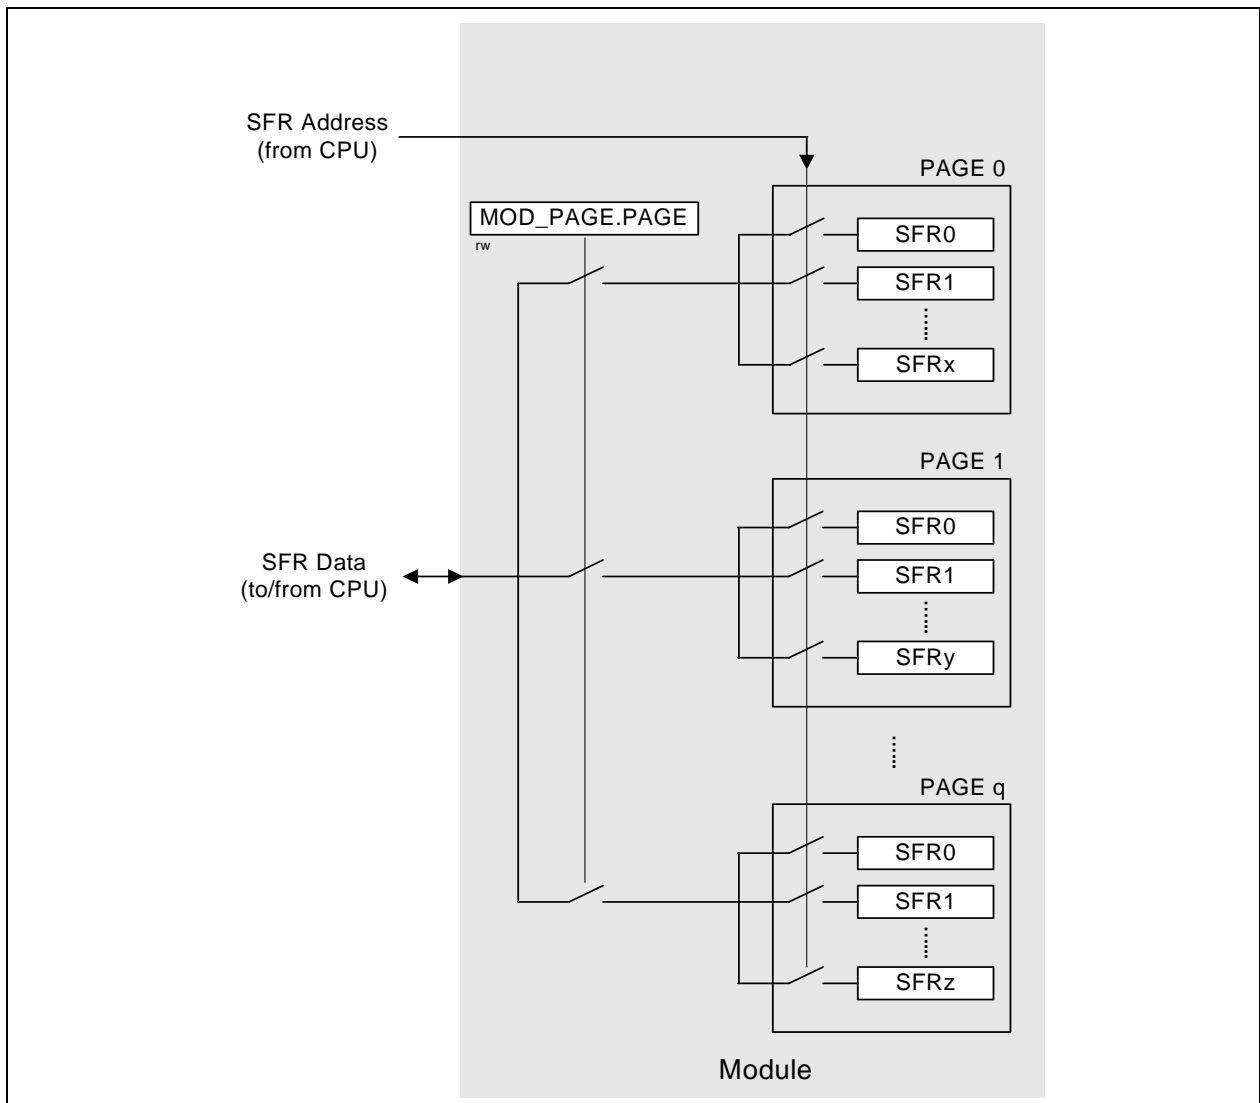 SFR Address
(from CPU)
PAGE 0
MOD_PAGE.PAGE
rw
SFR0
SFR1
SFRx
PAGE 1
SFR0
SFR1
SFRy
SFR Data
(to/from CPU)
PAGE q
SFR0
SFR1
SFRz
Module